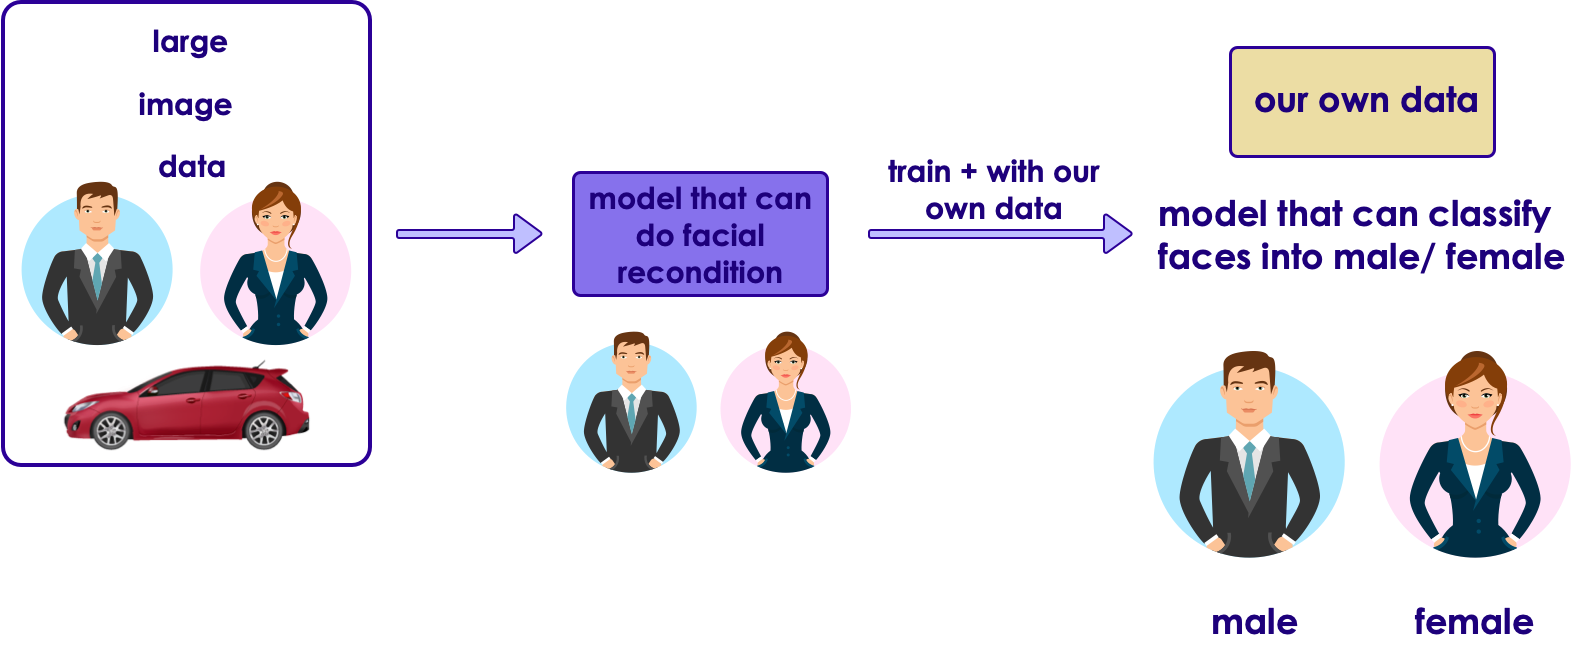 large
image
data
model that can
do facial
recondition
train + with our
own data
our own data
model that can classify
faces into male/ female
male
female